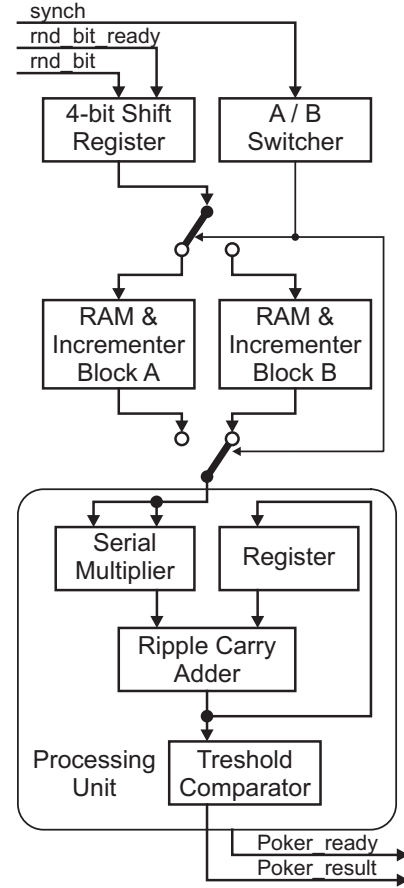 synch
rnd_bit_ready
rnd_bit
4-bit Shift
Register
A / B
Switcher
RAM &
Incrementer
Block A
RAM &
Incrementer
Block B
Serial
Multiplier
Register
Ripple Carry
Adder
Processing
Unit
Treshold
Comparator
Poker_ready
Poker_result